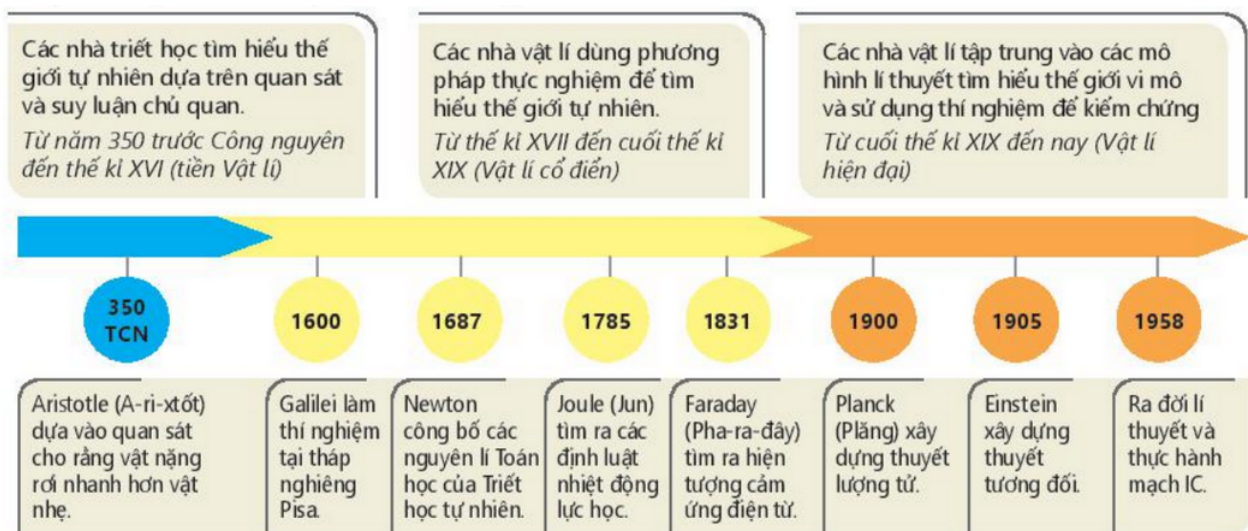 Các nhà triết học tìm hiểu thế
giới tự nhiên dựa trên quan sát
và suy luận chủ quan.
Từ năm 350 trước Công nguyên
đến thế kỉ XVI (tiền Vật lí)
Các nhà vật lí dùng phương
pháp thực nghiệm để tìm
hiểu thế giới tự nhiên.
Từ thế kỉ XVII đến cuối thế kỉ
XIX (Vật lí cổ điển)
Các nhà vật lí tập trung vào các mô
hình lí thuyết tìm hiểu thế giới vi mô
và sử dụng thí nghiệm để kiểm chứng
Từ cuối thế kỉ XIX đến nay (Vật lí
hiện đại)
350
TCN
1600
1687
1785
1831
1900
1905
1958
Aristotle (A-ri-xtốt)
dựa vào quan sát
cho rằng vật nặng
rơi nhanh hơn vật
nhẹ.
Galilei làm
thí nghiệm
tại tháp
nghiêng
Pisa.
Newton
công bố các
nguyên lí Toán
học của Triết
học tự nhiên.
Joule (Jun)
tìm ra các
định luật
nhiệt động
lực học.
Faraday
(Pha-ra-đây)
tìm ra hiện
tượng cảm
ứng điện từ.
Planck
(Plăng) xây
dựng thuyết
lượng tử.
Einstein
xây dựng
thuyết
tương đối.
Ra đời lí
thuyết và
thực hành
mạch IC.